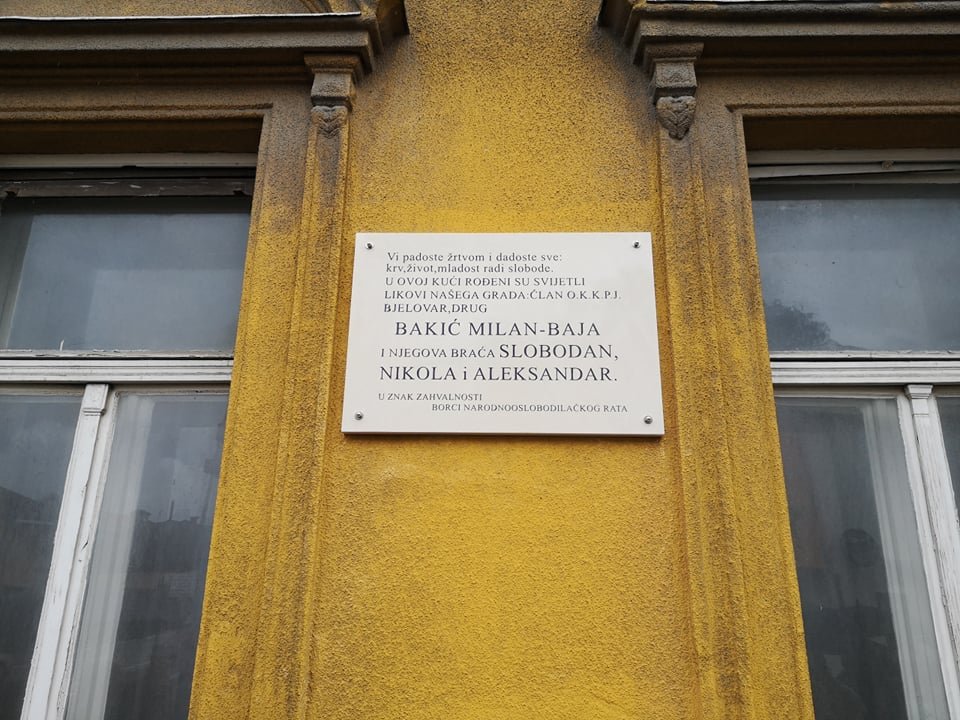 Vi padoste žrtvom i dadoste sve:
krv,život,mladost radi slobode.
U OVOJ KUĆI ROĐENI SU SVIJETLI
LIKOVI NAŠEGA GRADA:ČLAN O.K.K.P.J.
BJELOVAR,DRUG
BAKIĆ MILAN-BAJA
I NJEGOVA BRAĆA SLOBODAN,
NIKOLA i ALEKSANDAR.
U ZNAK ZAHVALNOSTI
BORCI NARODNOOSLOBODILAČKOG RATA